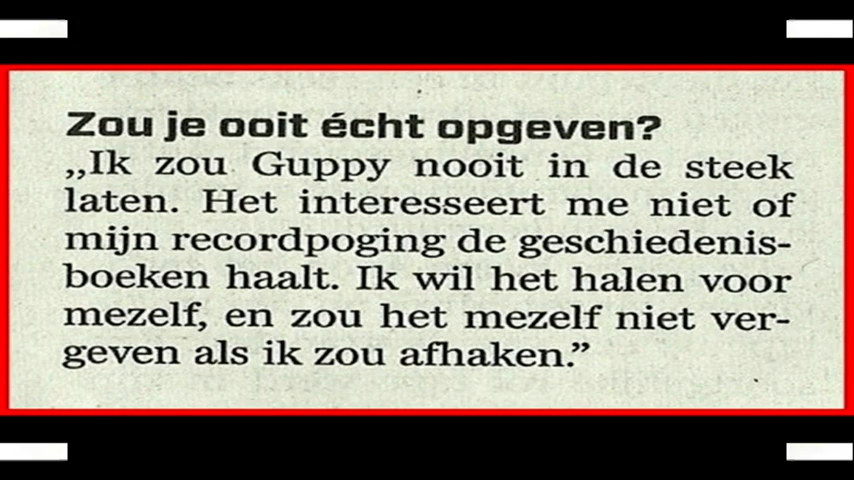 Zou je ooit écht opgeven?
„Ik zou Guppy nooit in de steek
laten. Het interesseert me niet of
mijn recordpoging de geschiedenis-
boeken haalt. Ik wil het halen voor
mezelf, en zou het mezelf niet ver-
geven als ik zou afhaken.”